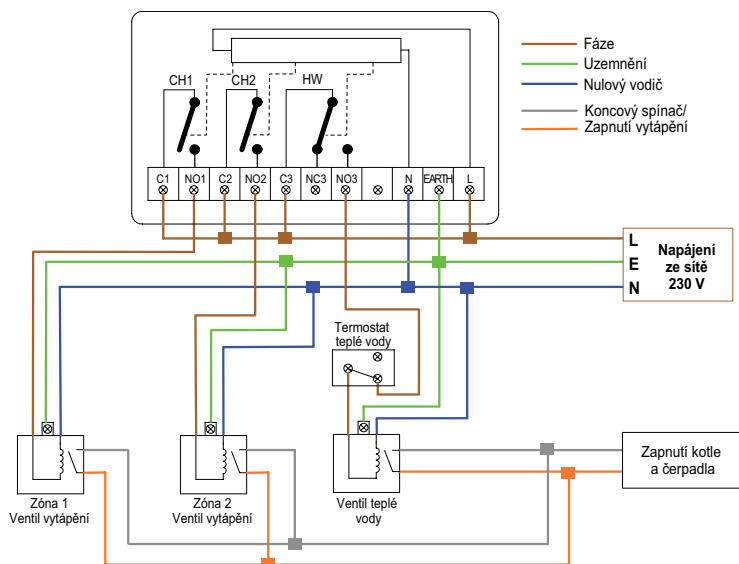 CH1 CH2 HW
C1 NO1 C2 NO2 C3 NC3 NO3 N EARTH L
Fáze
Uzemnění
Nulový vodič
Koncový spínač/
Zapnutí vytápění
L
E
N
Napájení
ze sítě
230 V
Termostat
teplé vody
Zóna 1
Ventil vytápění
Zóna 2
Ventil vytápění
Ventil teplé
vody
Zapnutí kotle
a čerpadla